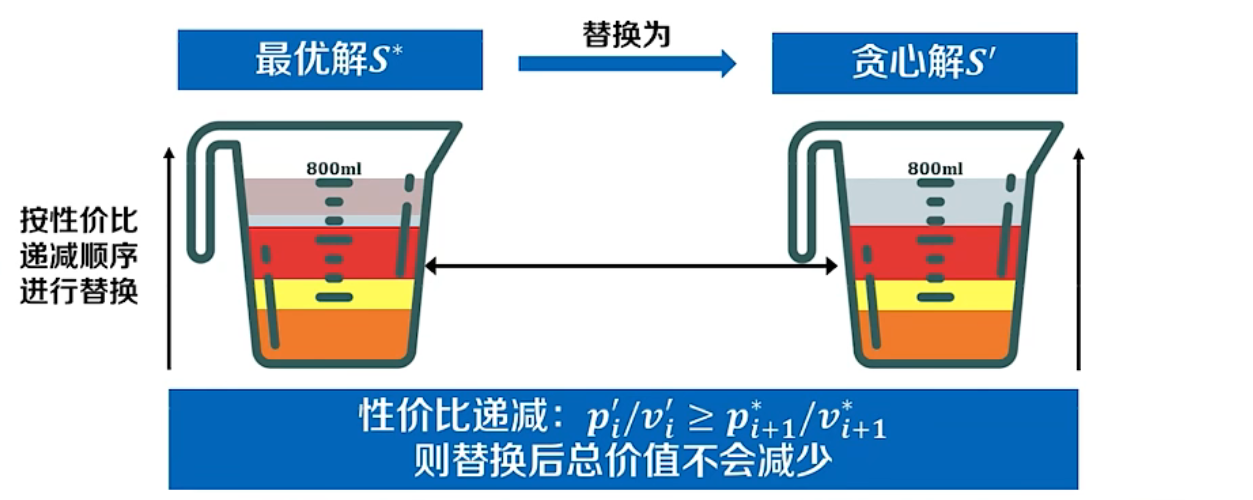 最优解S*
替换为
贪心解S′
800ml
800ml
按性价比
递减顺序
进行替换
性价比递减：p′ᵢ/v′ᵢ ≥ p*ᵢ₊₁/v*ᵢ₊₁
则替换后总价值不会减少